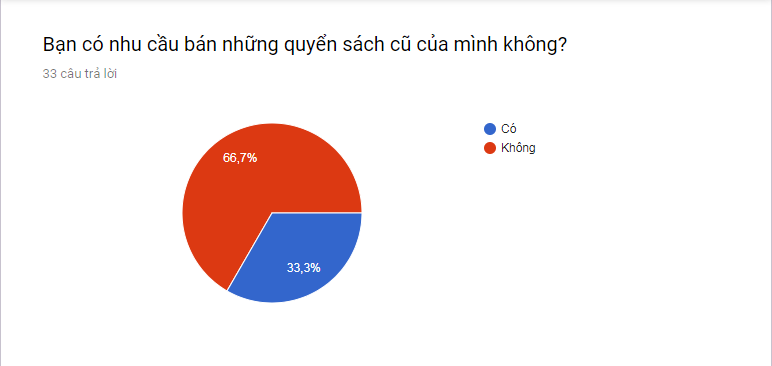 Bạn có nhu cầu bán những quyển sách cũ của mình không?
33 câu trả lời
Có
Không
66,7%
33,3%